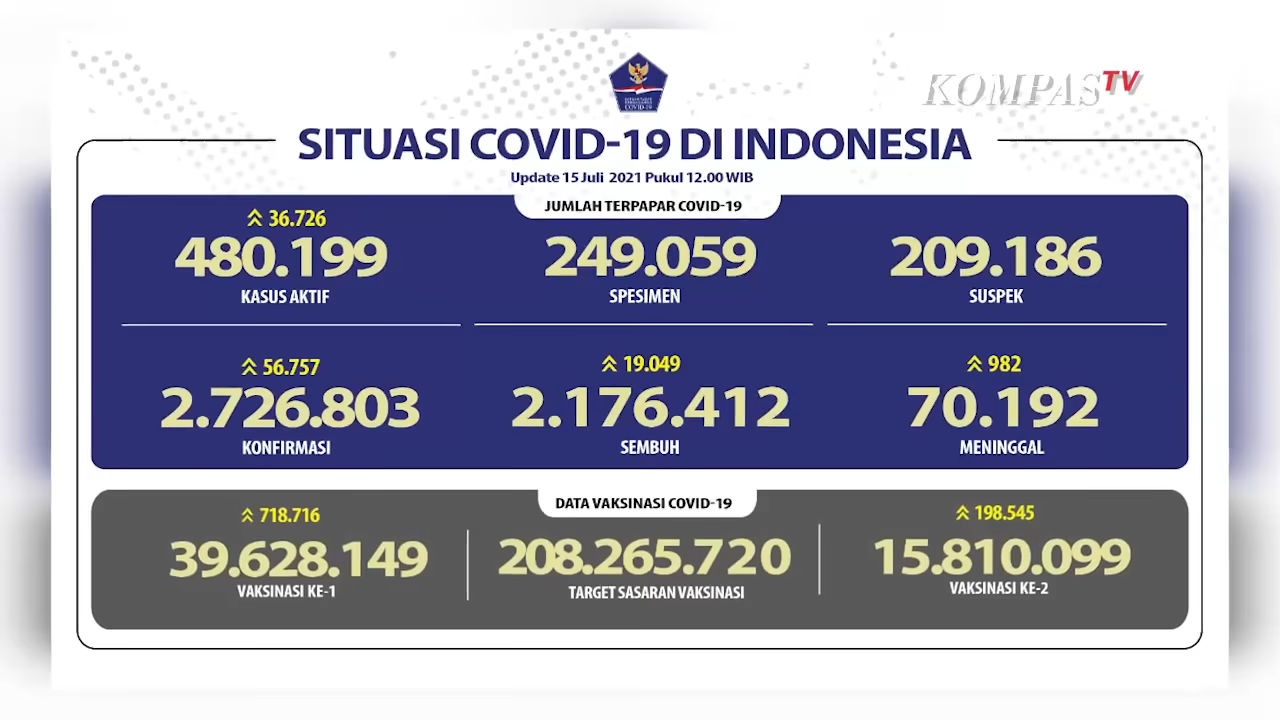 KOMPASTV
COVID-19
SITUASI COVID-19 DI INDONESIA
Update 15 Juli 2021 Pukul 12.00 WIB
JUMLAH TERPAPAR COVID-19
36.726
480.199
KASUS AKTIF
249.059
SPESIMEN
209.186
SUSPEK
56.757
2.726.803
KONFIRMASI
19.049
2.176.412
SEMBUH
982
70.192
MENINGGAL
DATA VAKSINASI COVID-19
718.716
39.628.149
VAKSINASI KE-1
208.265.720
TARGET SASARAN VAKSINASI
198.545
15.810.099
VAKSINASI KE-2